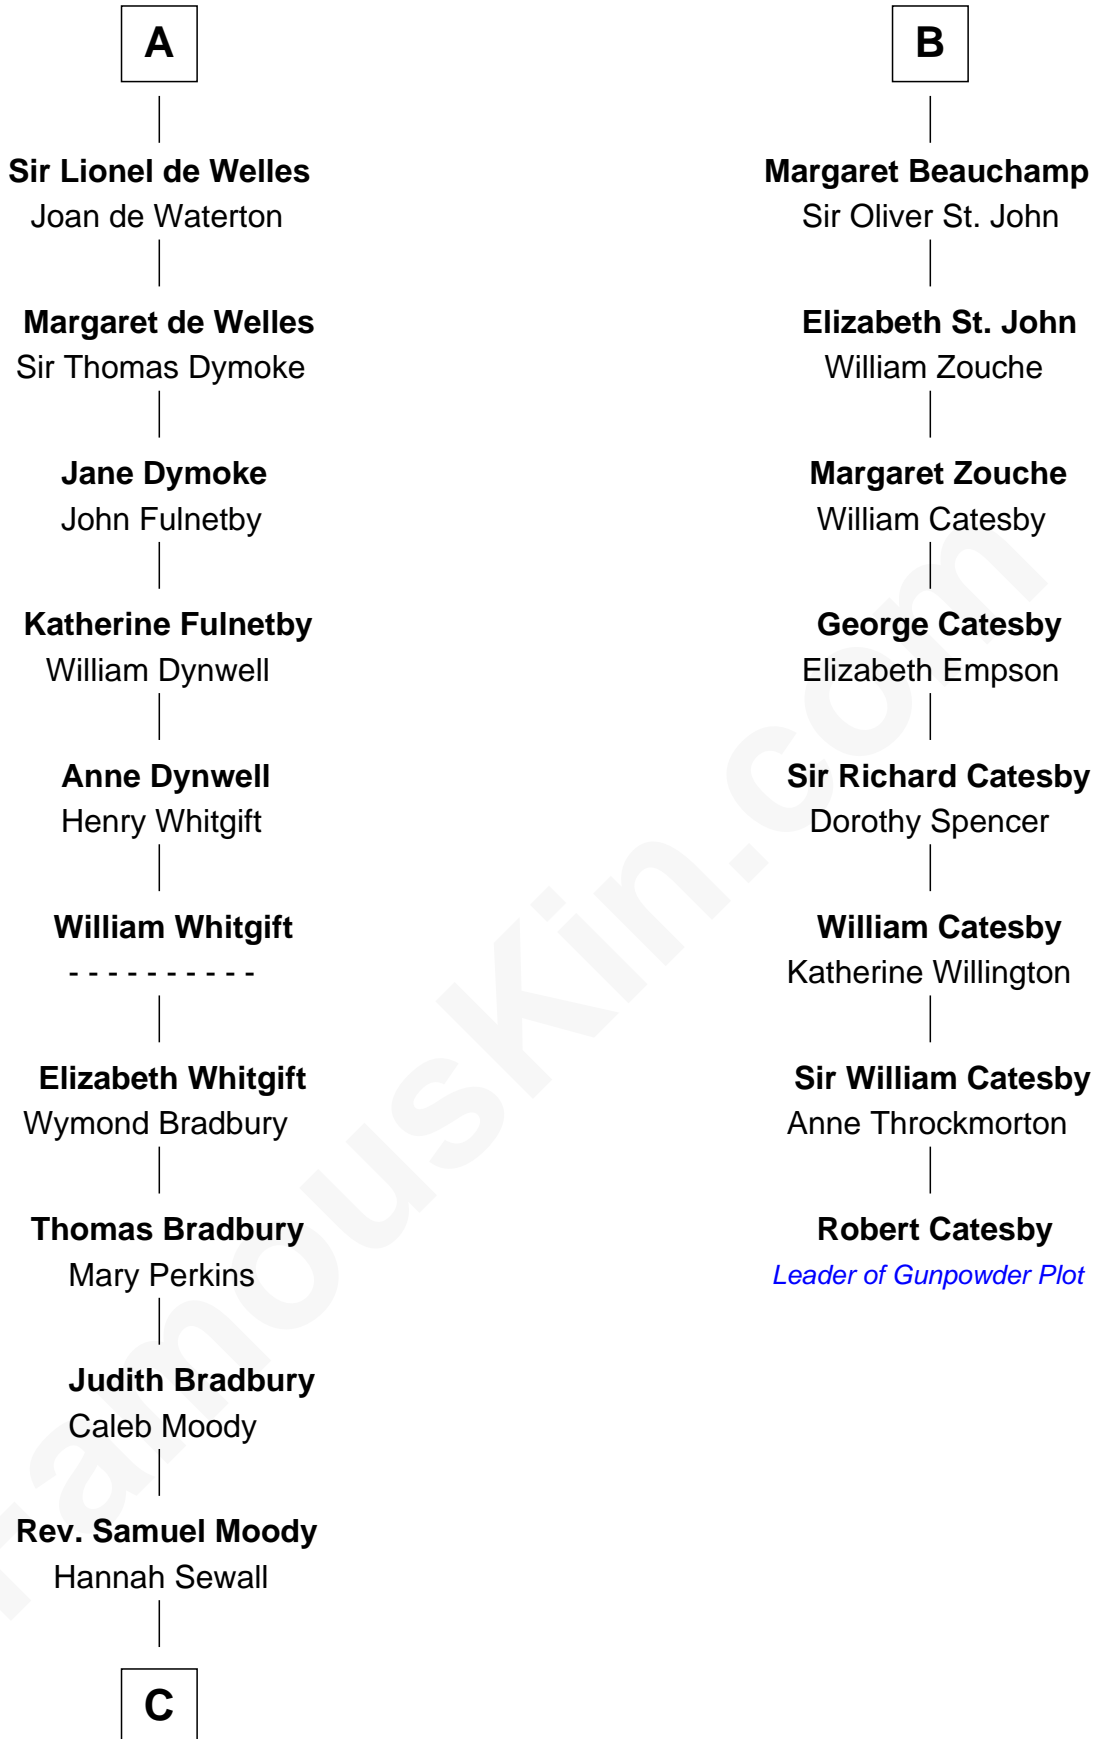 A
Sir Lionel de Welles
Joan de Waterton
Margaret de Welles
Sir Thomas Dymoke
Jane Dymoke
John Fulnetby
Katherine Fulnetby
William Dynwell
Anne Dynwell
Henry Whitgift
William Whitgift
- - - - - - - - - -
Elizabeth Whitgift
Wymond Bradbury
Thomas Bradbury
Mary Perkins
Judith Bradbury
Caleb Moody
Rev. Samuel Moody
Hannah Sewall
C
B
Margaret Beauchamp
Sir Oliver St. John
Elizabeth St. John
William Zouche
Margaret Zouche
William Catesby
George Catesby
Elizabeth Empson
Sir Richard Catesby
Dorothy Spencer
William Catesby
Katherine Willington
Sir William Catesby
Anne Throckmorton
Robert Catesby
Leader of Gunpowder Plot
FamousKin.com